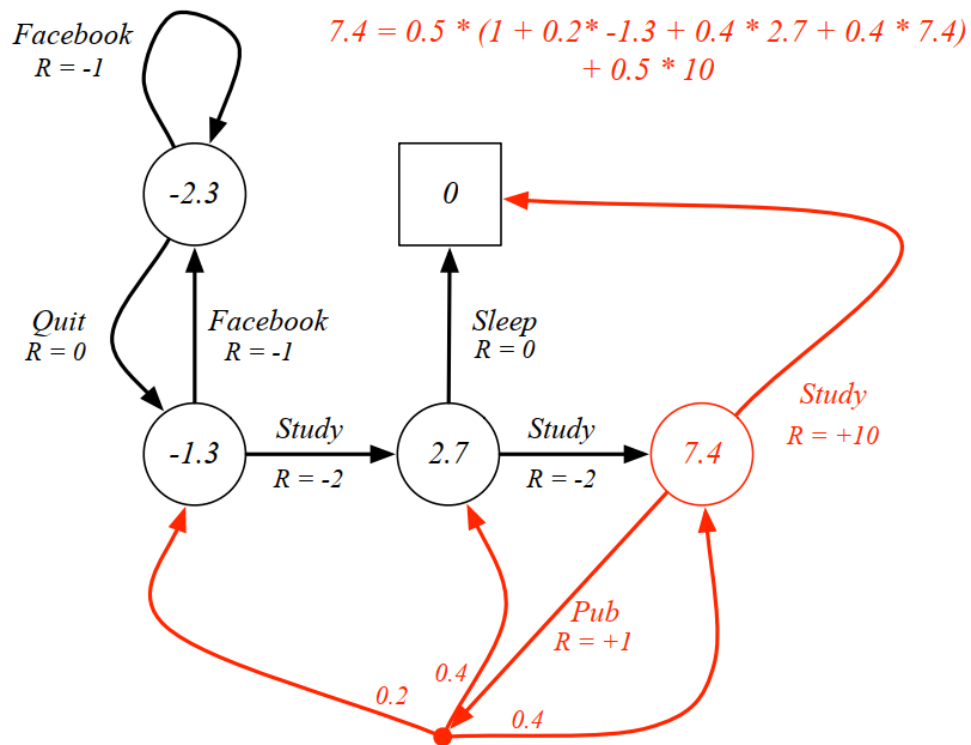 Facebook
R = -1
7.4 = 0.5 * (1 + 0.2* -1.3 + 0.4 * 2.7 + 0.4 * 7.4)
+ 0.5 * 10
-2.3
0
Quit
R = 0
Facebook
R = -1
Sleep
R = 0
Study
R = +10
-1.3
Study
R = -2
2.7
Study
R = -2
7.4
Pub
R = +1
0.2
0.4
0.4